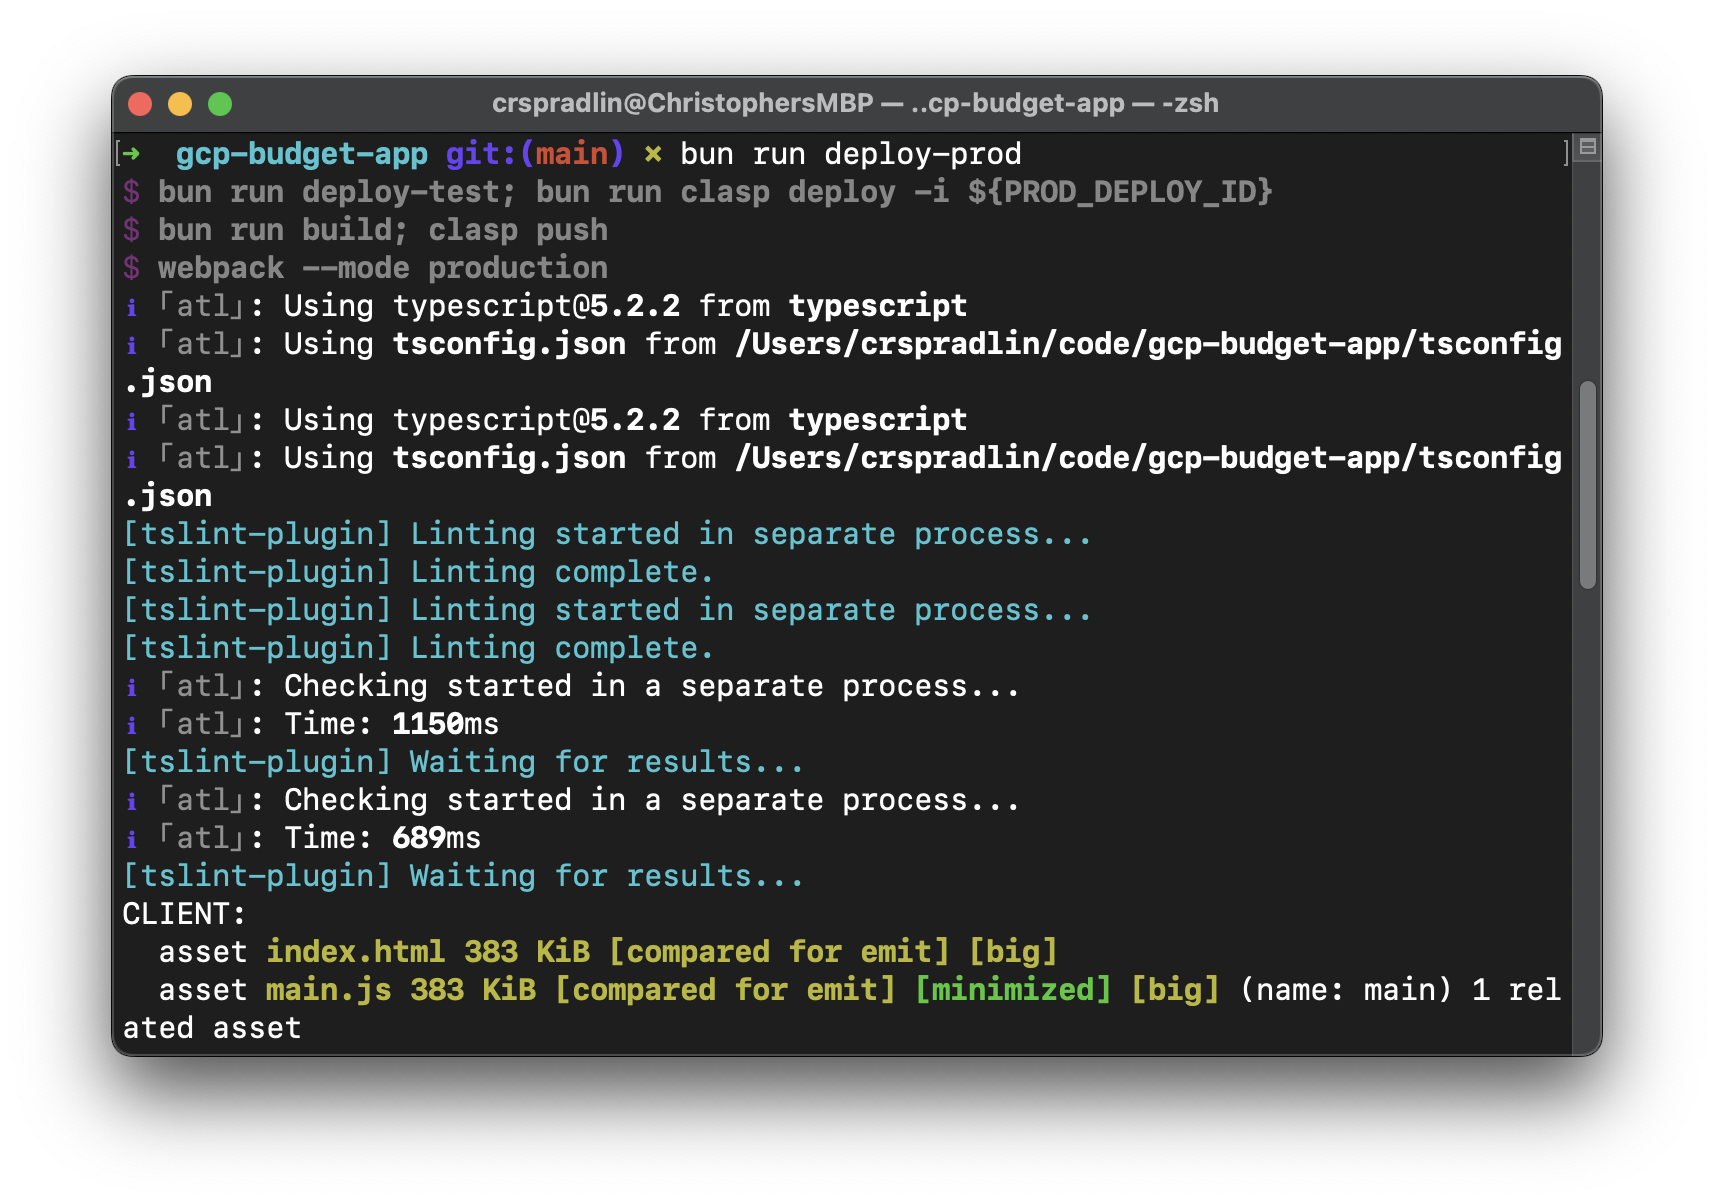 crspradlin@ChristophersMBP — ..cp-budget-app — -zsh
[➜  gcp-budget-app git:(main) ✗ bun run deploy-prod ]
$ bun run deploy-test; bun run clasp deploy -i ${PROD_DEPLOY_ID}
$ bun run build; clasp push
$ webpack --mode production
ℹ ｢atl｣: Using typescript@5.2.2 from typescript
ℹ ｢atl｣: Using tsconfig.json from /Users/crspradlin/code/gcp-budget-app/tsconfig
.json
ℹ ｢atl｣: Using typescript@5.2.2 from typescript
ℹ ｢atl｣: Using tsconfig.json from /Users/crspradlin/code/gcp-budget-app/tsconfig
.json
[tslint-plugin] Linting started in separate process...
[tslint-plugin] Linting complete.
[tslint-plugin] Linting started in separate process...
[tslint-plugin] Linting complete.
ℹ ｢atl｣: Checking started in a separate process...
ℹ ｢atl｣: Time: 1150ms
[tslint-plugin] Waiting for results...
ℹ ｢atl｣: Checking started in a separate process...
ℹ ｢atl｣: Time: 689ms
[tslint-plugin] Waiting for results...
CLIENT:
  asset index.html 383 KiB [compared for emit] [big]
  asset main.js 383 KiB [compared for emit] [minimized] [big] (name: main) 1 rel
ated asset